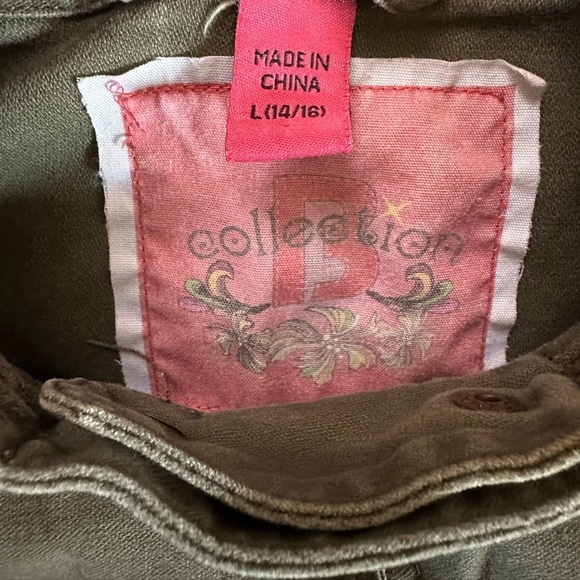 MADE IN
CHINA
L(14/16)
B
collection